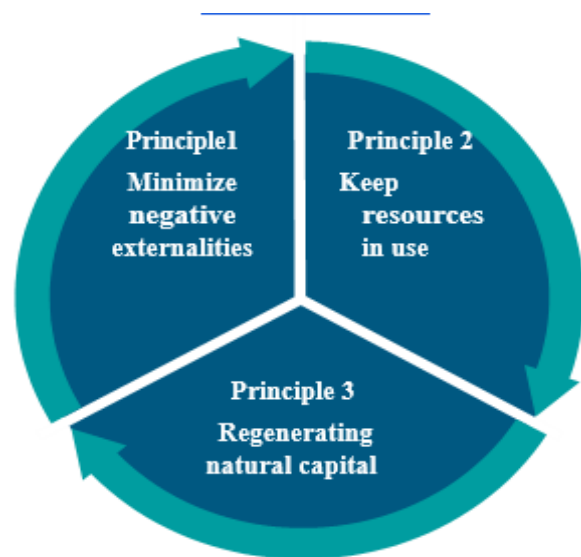 Principle1
Minimize
negative
externalities
Principle 2
Keep
resources
in use
Principle 3
Regenerating
natural capital